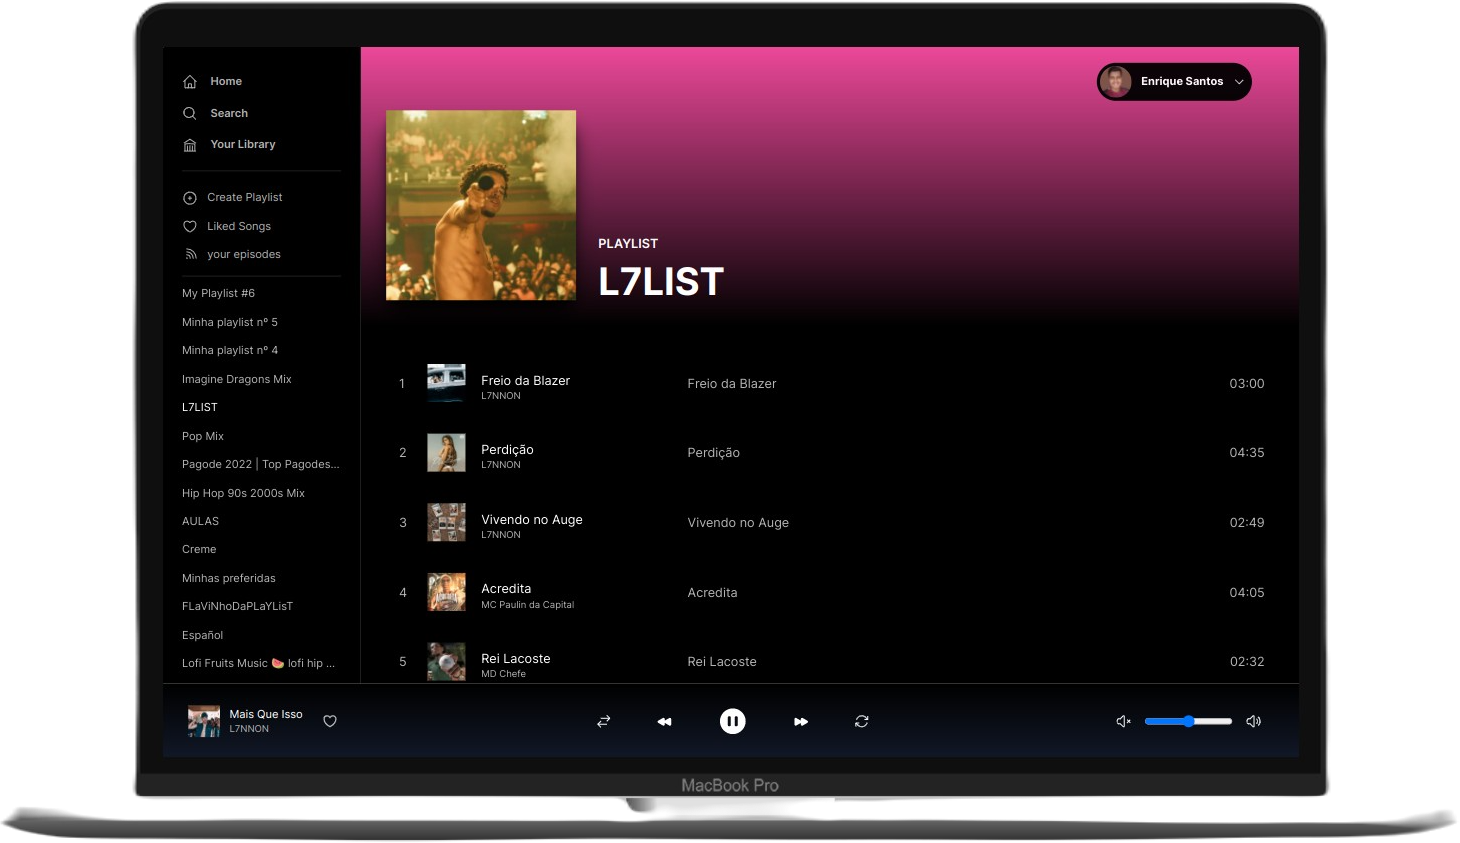 Home
Search
Your Library
Create Playlist
Liked Songs
your episodes
My Playlist #6
Minha playlist nº 5
Minha playlist nº 4
Imagine Dragons Mix
L7LIST
Pop Mix
Pagode 2022 | Top Pagodes...
Hip Hop 90s 2000s Mix
AULAS
Creme
Minhas preferidas
FLaViNhoDaPLaYLisT
Español
Lofi Fruits Music 🍉 lofi hip ...
Enrique Santos
PLAYLIST
L7LIST
1 Freio da Blazer Freio da Blazer 03:00
L7NNON
2 Perdição Perdição 04:35
L7NNON
3 Vivendo no Auge Vivendo no Auge 02:49
L7NNON
4 Acredita Acredita 04:05
MC Paulin da Capital
5 Rei Lacoste Rei Lacoste 02:32
MD Chefe
Mais Que Isso
L7NNON
MacBook Pro